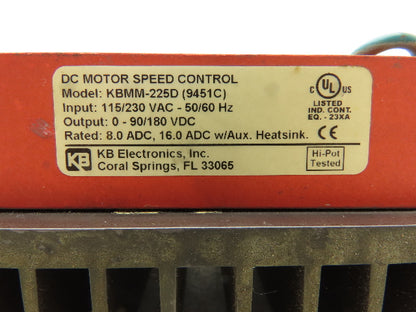 DC MOTOR SPEED CONTROL
Model: KBMM-225D (9451C)
Input: 115/230 VAC - 50/60 Hz
Output: 0 - 90/180 VDC
Rated: 8.0 ADC, 16.0 ADC w/Aux. Heatsink.
KB
KB Electronics, Inc.
Coral Springs, FL 33065
C UL US
LISTED
IND. CONT.
EQ. - 23XA
CE
Hi-Pot
Tested